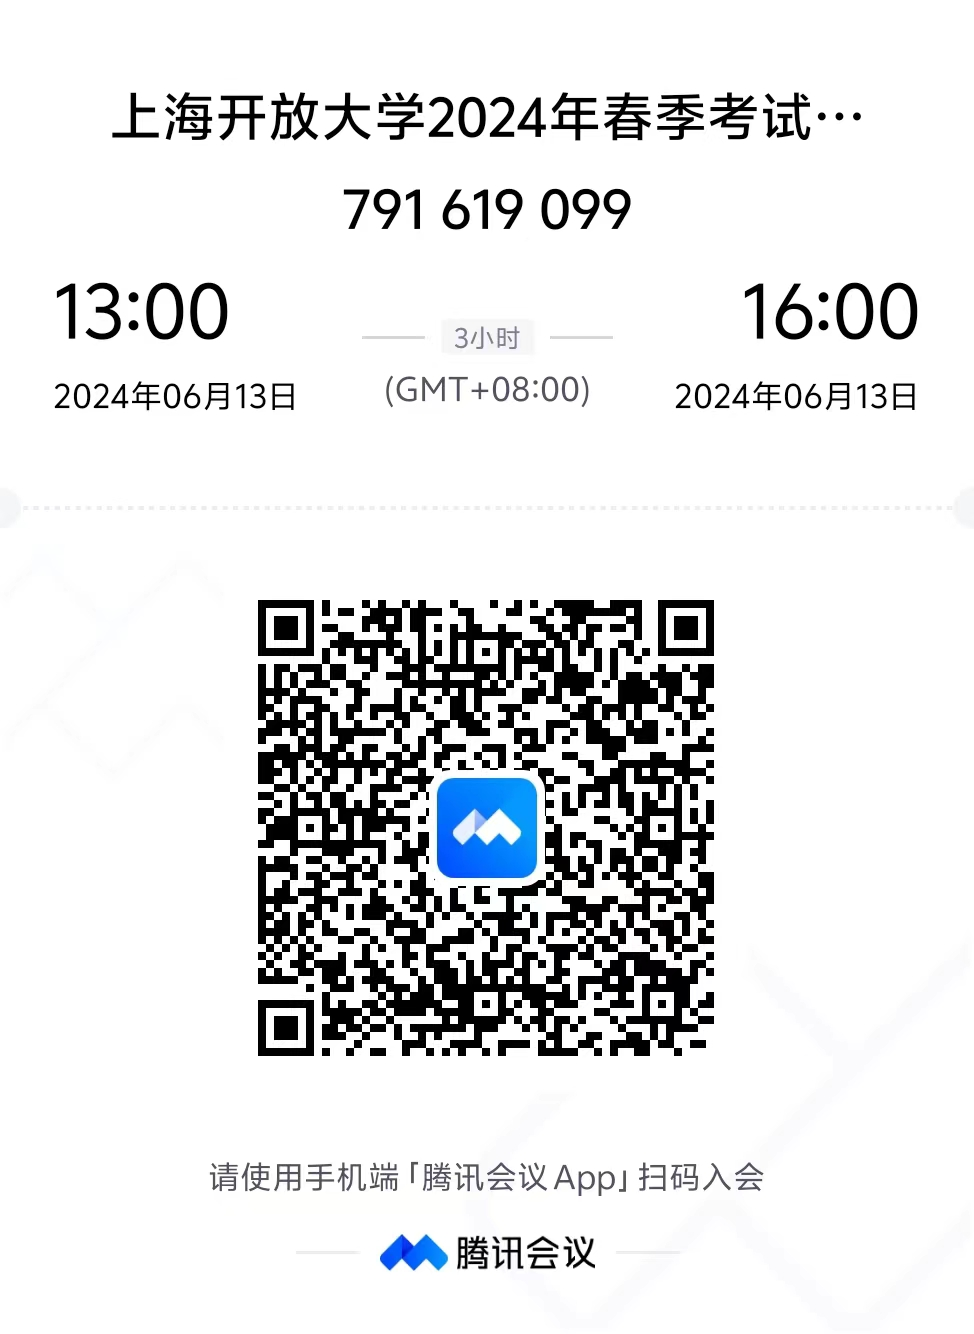 上海开放大学2024年春季考试…
791 619 099
13:00
3小时
16:00
2024年06月13日
(GMT+08:00)
2024年06月13日
请使用手机端「腾讯会议App」扫码入会
腾讯会议